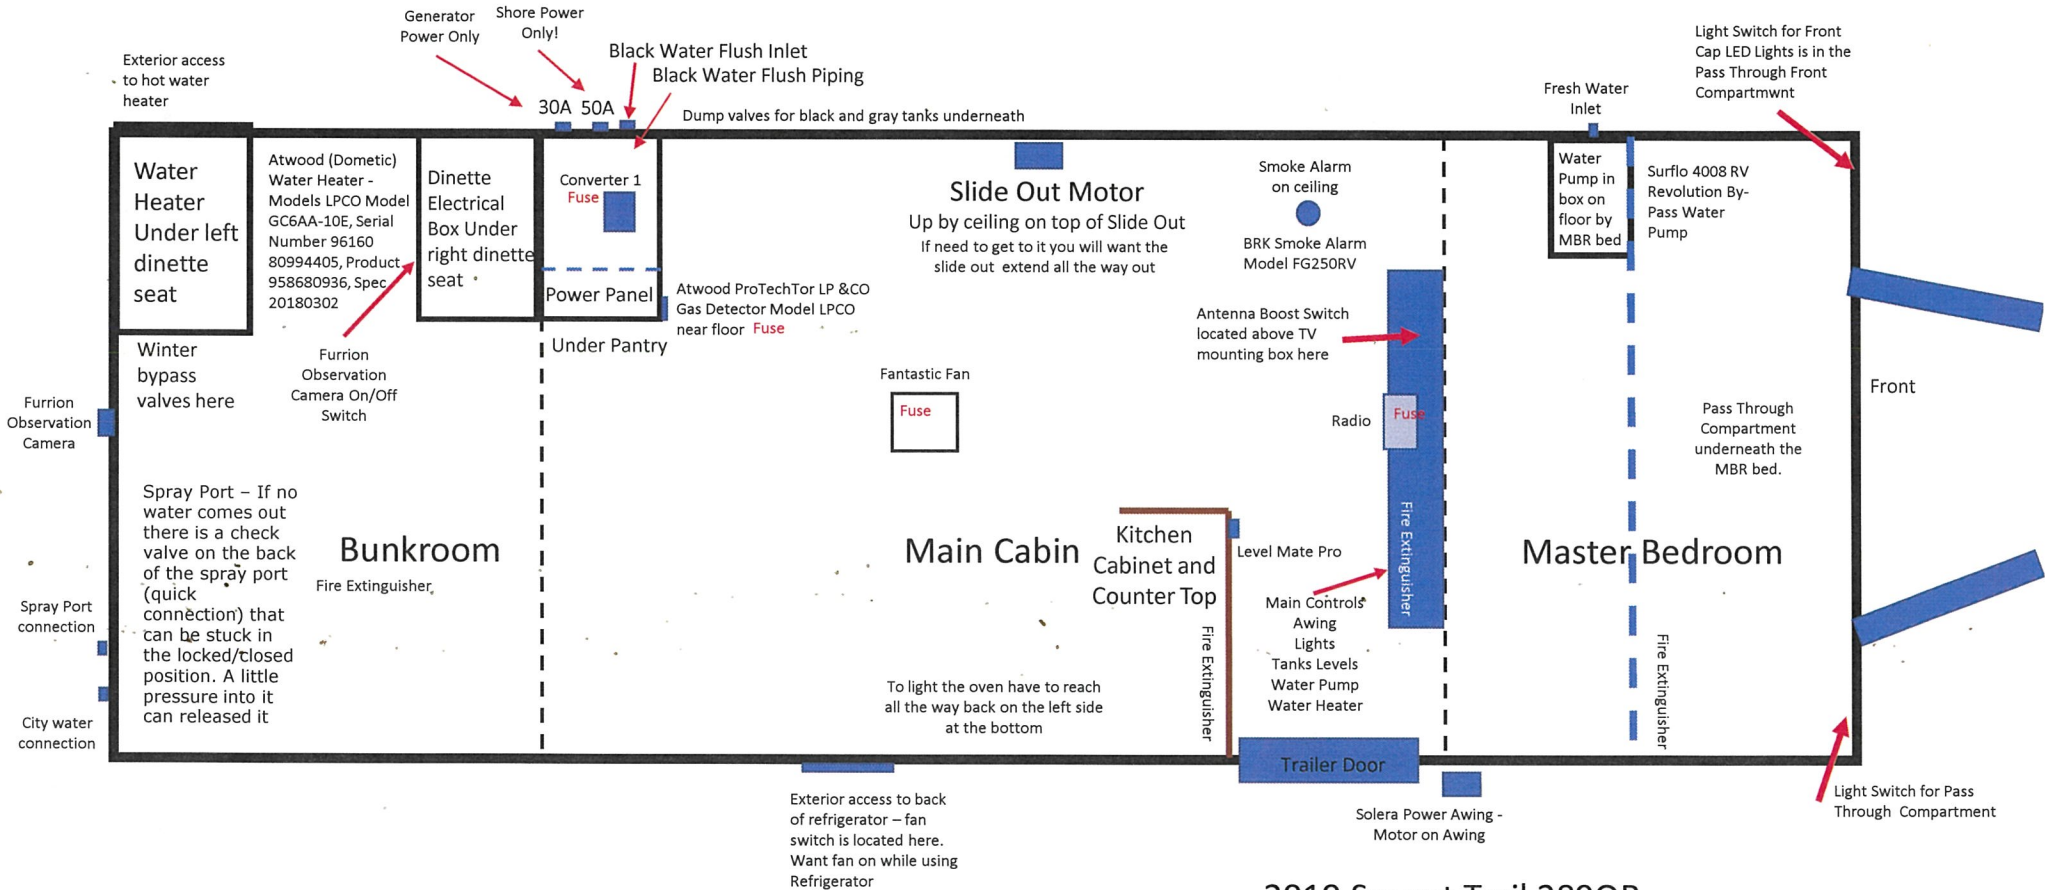 Generator
Power Only
Shore Power
Only!
Black Water Flush Inlet
Black Water Flush Piping
Exterior access
to hot water
heater
30A
50A
Dump valves for black and gray tanks underneath
Fresh Water
Inlet
Light Switch for Front
Cap LED Lights is in the
Pass Through Front
Compartmwnt
Water
Heater
Under left
dinette
seat
Atwood (Dometic)
Water Heater -
Models LPCO Model
GC6AA-10E, Serial
Number 96160
80994405, Product
958680936, Spec
20180302
Dinette
Electrical
Box Under
right dinette
seat
Converter 1
Fuse
Power Panel
Under Pantry
Atwood ProTechTor LP &CO
Gas Detector Model LPCO
near floor Fuse
Slide Out Motor
Up by ceiling on top of Slide Out
If need to get to it you will want the
slide out extend all the way out
Smoke Alarm
on ceiling
BRK Smoke Alarm
Model FG250RV
Antenna Boost Switch
located above TV
mounting box here
Water
Pump in
box on
floor by
MBR bed
Surflo 4008 RV
Revolution By-
Pass Water
Pump
Winter
bypass
valves here
Furrion
Observation
Camera On/Off
Switch
Furrion
Observation
Camera
Fantastic Fan
Fuse
Radio
Fuse
Front
Pass Through
Compartment
underneath the
MBR bed.
Spray Port – If no
water comes out
there is a check
valve on the back
of the spray port
(quick
connection) that
can be stuck in
the locked/closed
position. A little
pressure into it
can released it
Bunkroom
Fire Extinguisher
Main Cabin
Kitchen
Cabinet and
Counter Top
Fire Extinguisher
Level Mate Pro
Fire Extinguisher
Main Controls
Awing
Lights
Tanks Levels
Water Pump
Water Heater
Master Bedroom
Fire Extinguisher
Spray Port
connection
City water
connection
To light the oven have to reach
all the way back on the left side
at the bottom
Trailer Door
Exterior access to back
of refrigerator – fan
switch is located here.
Want fan on while using
Refrigerator
Solera Power Awing -
Motor on Awing
Light Switch for Pass
Through Compartment